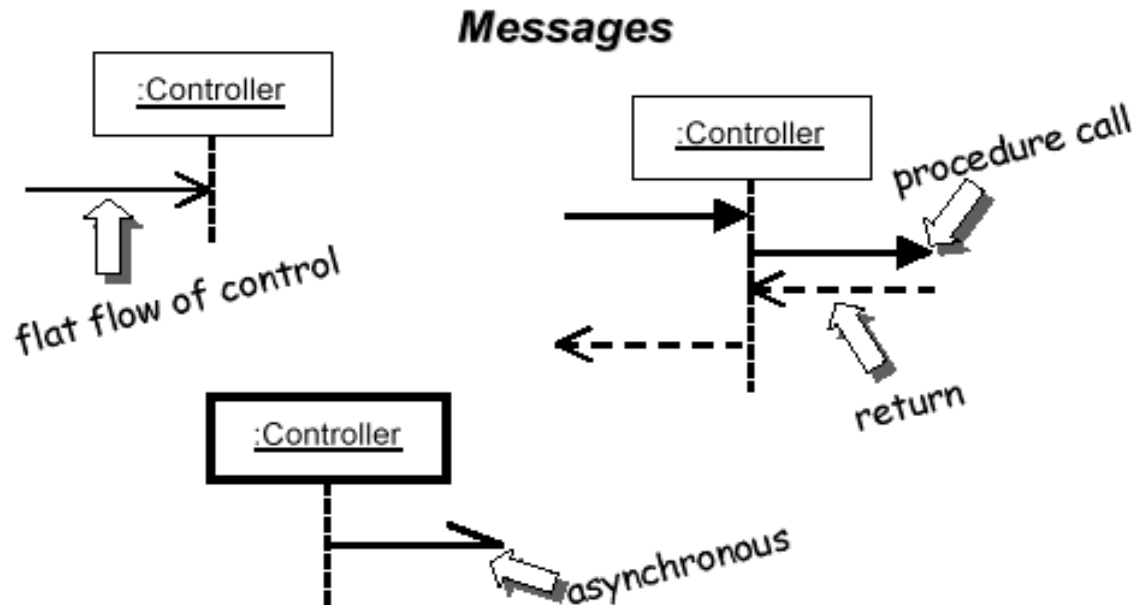 Messages
:Controller
flat flow of control
:Controller
procedure call
return
:Controller
asynchronous